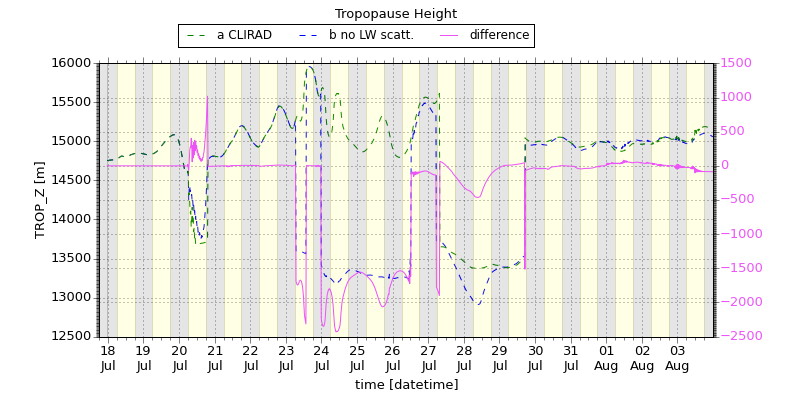 Tropopause Height
a CLIRAD b no LW scatt. difference
16000 1500
15500 1000
15000 500
14500 0
14000 −500
13500 −1000
13000 −1500
12500 −2000
−2500
TROP_Z [m]
18 19 20 21 22 23 24 25 26 27 28 29 30 31 01 02 03
Jul Jul Jul Jul Jul Jul Jul Jul Jul Jul Jul Jul Jul Jul Aug Aug Aug
time [datetime]